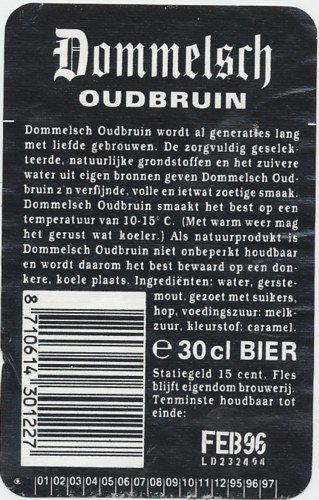 Dommelsch
OUDBRUIN
Dommelsch Oudbruin wordt al generaties lang
met liefde gebrouwen. De zorgvuldig geselek-
teerde, natuurlijke grondstoffen en het zuivere
water uit eigen bronnen geven Dommelsch Oud-
bruin z'n verfijnde, volle en ietwat zoetige smaak.
Dommelsch Oudbruin smaakt het best op een
temperatuur van 10-15° C. (Met warm weer mag
het gerust wat koeler.) Als natuurprodukt is
Dommelsch Oudbruin niet onbeperkt houdbaar
en wordt daarom het best bewaard op een don-
kere, koele plaats. Ingrediënten: water, gerste-
mout, gezoet met suikers,
hop, voedingszuur: melk-
zuur, kleurstof: caramel.
℮ 30 cl BIER
Statiegeld 15 cent. Fles
blijft eigendom brouwerij.
Tenminste houdbaar tot
einde:
8 710614 301227
FEB96
LD232494
01 02 03 04 05 06 07 08 09 10 11 12 95 96 97